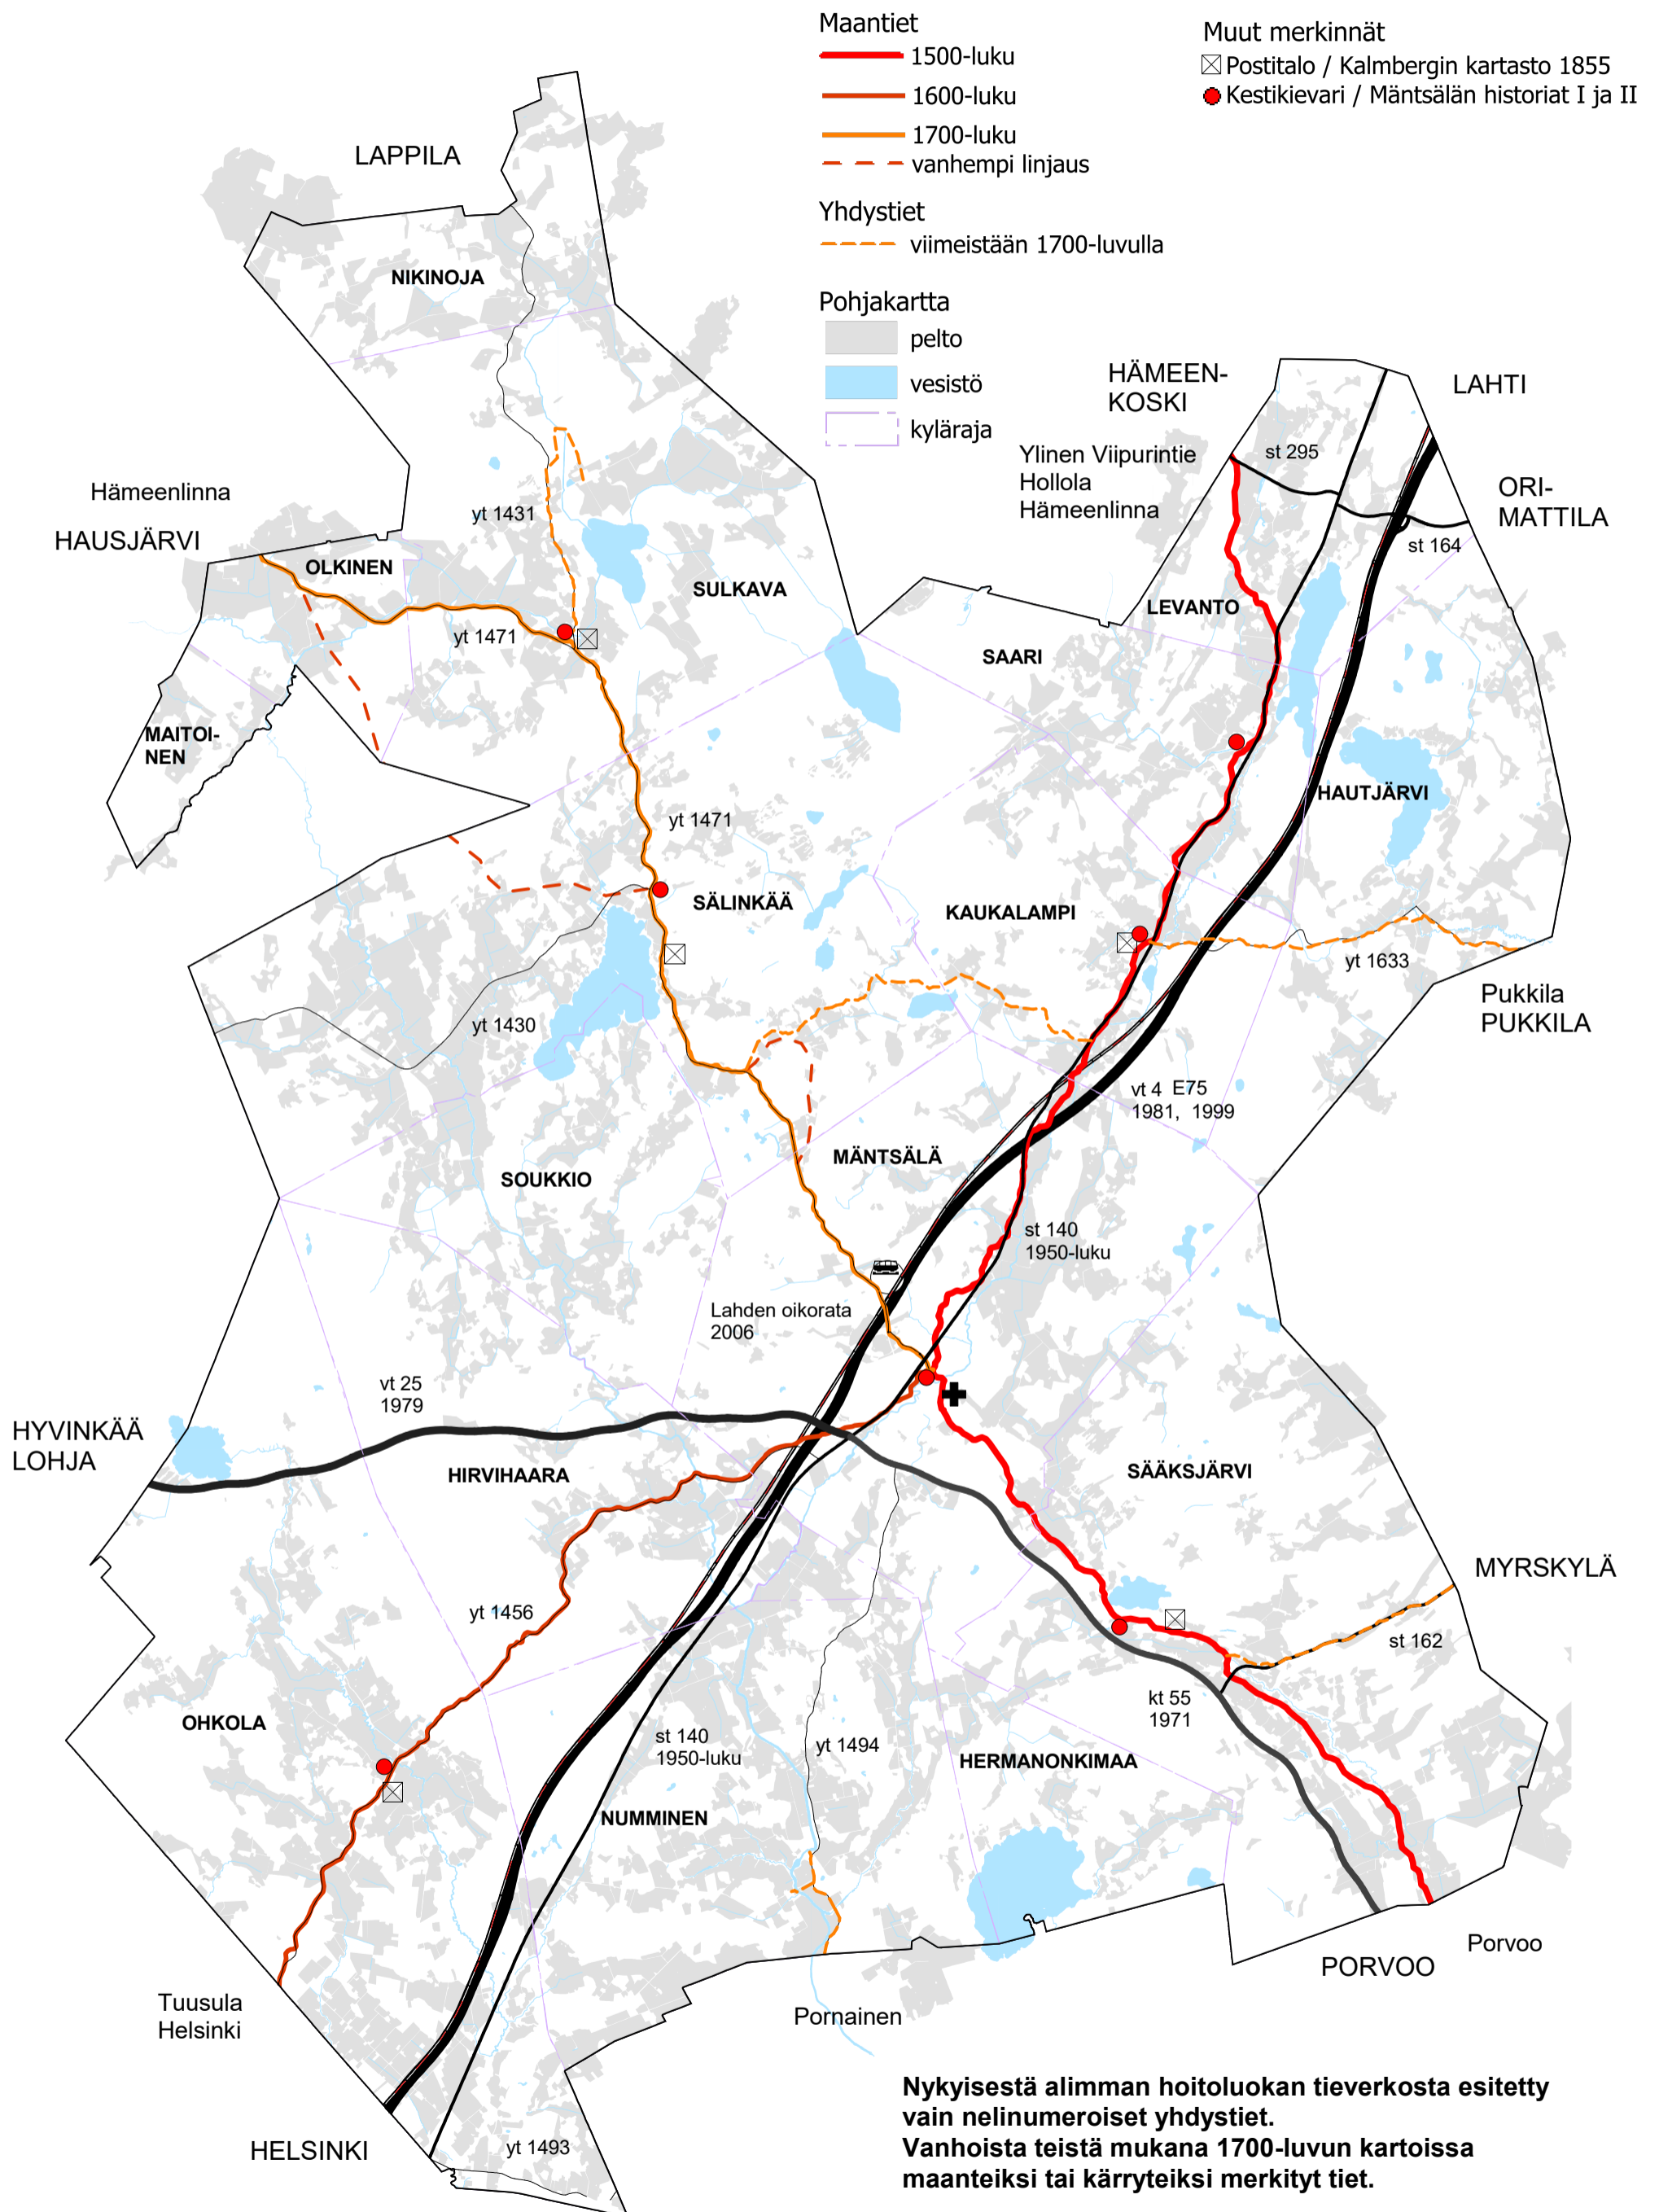 Maantiet
1500-luku
1600-luku
1700-luku
vanhempi linjaus
Yhdystiet
viimeistään 1700-luvulla
Pohjakartta
pelto
vesistö
kyläraja
Muut merkinnät
Postitalo / Kalmbergin kartasto 1855
Kestikievari / Mäntsälän historiat I ja II
LAPPILA
NIKINOJA
HÄMEEN-
KOSKI
LAHTI
Ylinen Viipurintie
Hollola
Hämeenlinna
st 295
ORI-
MATTILA
st 164
Hämeenlinna
HAUSJÄRVI
yt 1431
OLKINEN
SULKAVA
LEVANTO
yt 1471
SAARI
MAITOI-
NEN
HAUTJÄRVI
yt 1471
SÄLINKÄÄ
KAUKALAMPI
yt 1633
Pukkila
PUKKILA
yt 1430
vt 4 E75
1981, 1999
MÄNTSÄLÄ
SOUKKIO
st 140
1950-luku
Lahden oikorata
2006
vt 25
1979
HYVINKÄÄ
LOHJA
HIRVIHAARA
SÄÄKSJÄRVI
MYRSKYLÄ
yt 1456
st 162
kt 55
1971
OHKOLA
st 140
1950-luku
yt 1494
HERMANONKIMAA
NUMMINEN
Porvoo
PORVOO
Tuusula
Helsinki
Pornainen
HELSINKI
yt 1493
Nykyisestä alimman hoitoluokan tieverkosta esitetty
vain nelinumeroiset yhdystiet.
Vanhoista teistä mukana 1700-luvun kartoissa
maanteiksi tai kärryteiksi merkityt tiet.